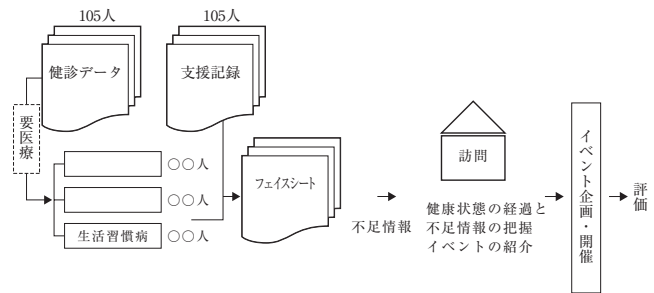 105人
105人
健診データ
支援記録
要医療
○○人
○○人
生活習慣病
○○人
フェイスシート
不足情報
訪問
健康状態の経過と
不足情報の把握
イベントの紹介
イベント企画・開催
評価